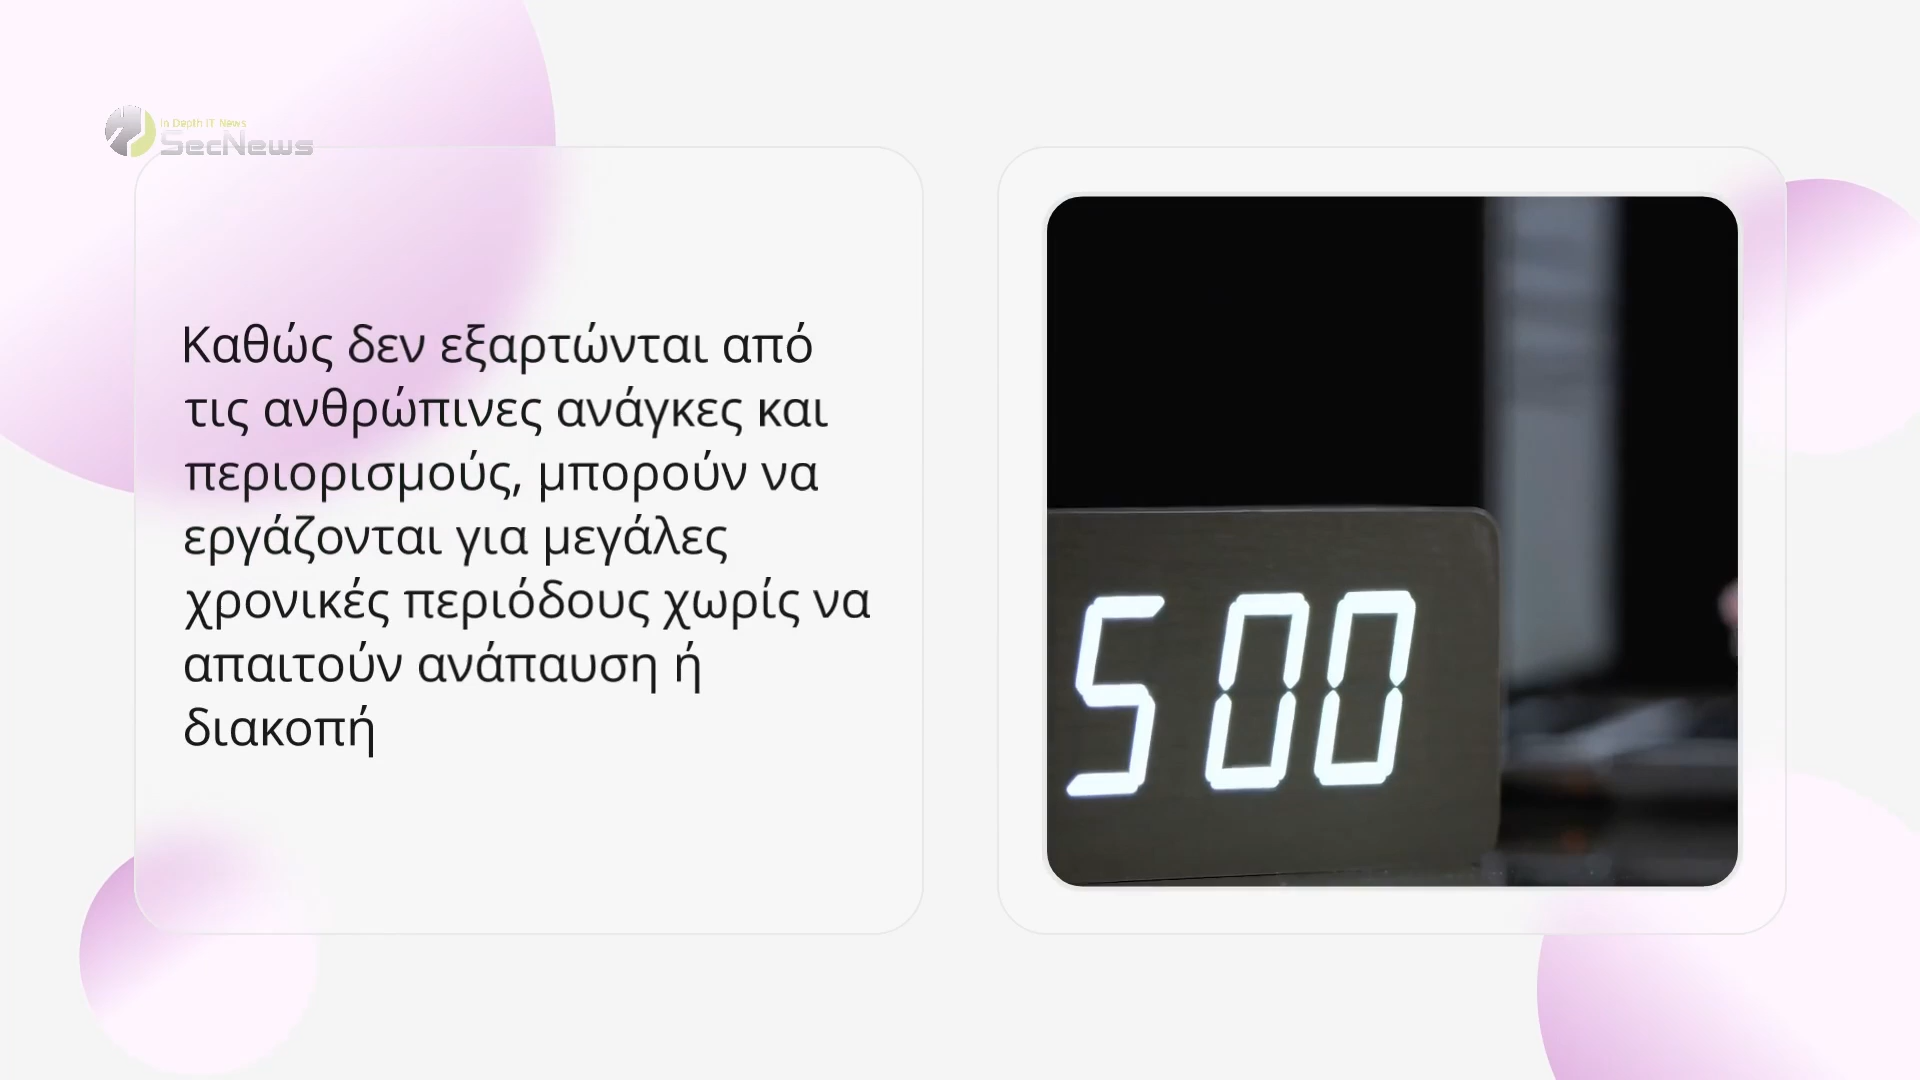 In Depth IT News
SecNews
Καθώς δεν εξαρτώνται από
τις ανθρώπινες ανάγκες και
περιορισμούς, μπορούν να
εργάζονται για μεγάλες
χρονικές περιόδους χωρίς να
απαιτούν ανάπαυση ή
διακοπή
500